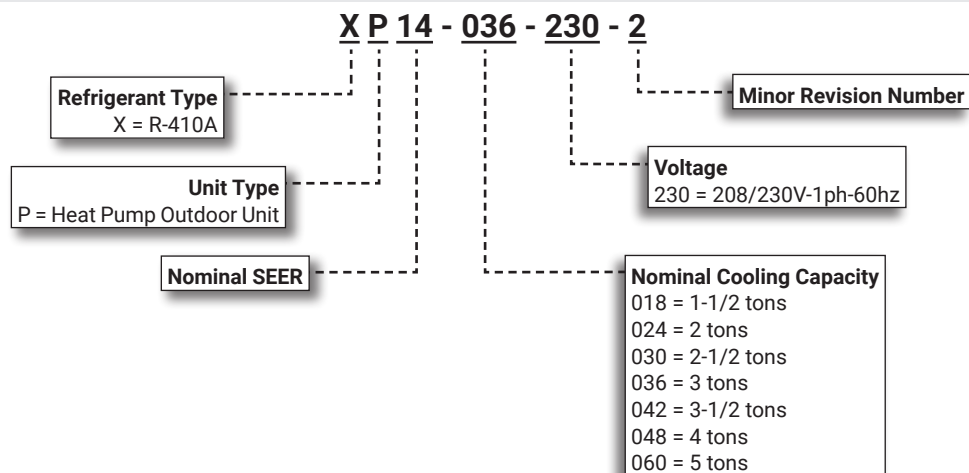 X P 14 - 036 - 230 - 2
Refrigerant Type
X = R-410A
Minor Revision Number
Voltage
230 = 208/230V-1ph-60hz
Unit Type
P = Heat Pump Outdoor Unit
Nominal SEER
Nominal Cooling Capacity
018 = 1-1/2 tons
024 = 2 tons
030 = 2-1/2 tons
036 = 3 tons
042 = 3-1/2 tons
048 = 4 tons
060 = 5 tons